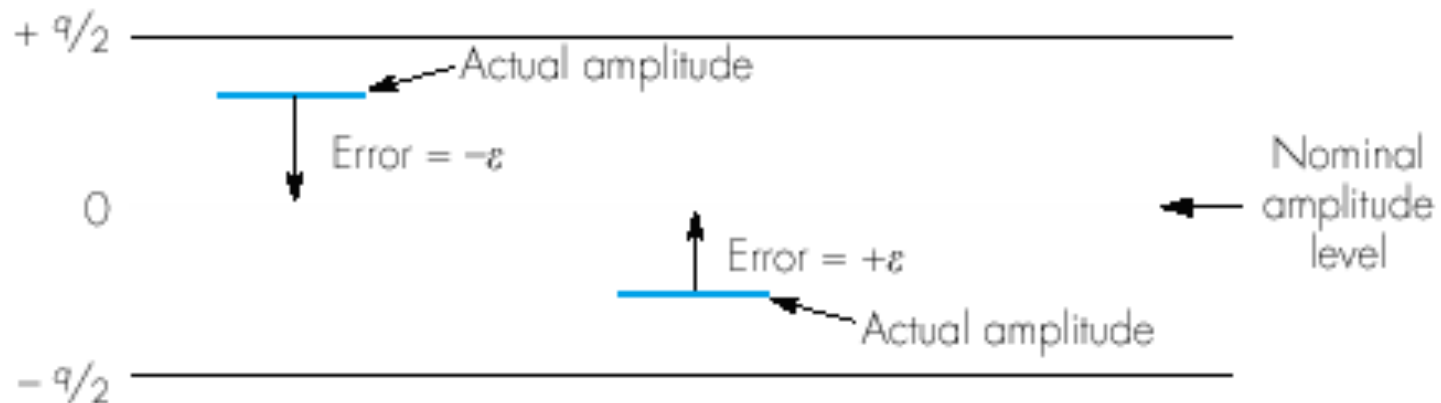 + q/2
Actual amplitude
Error = −ε
Nominal
amplitude
level
0
Error = +ε
Actual amplitude
− q/2